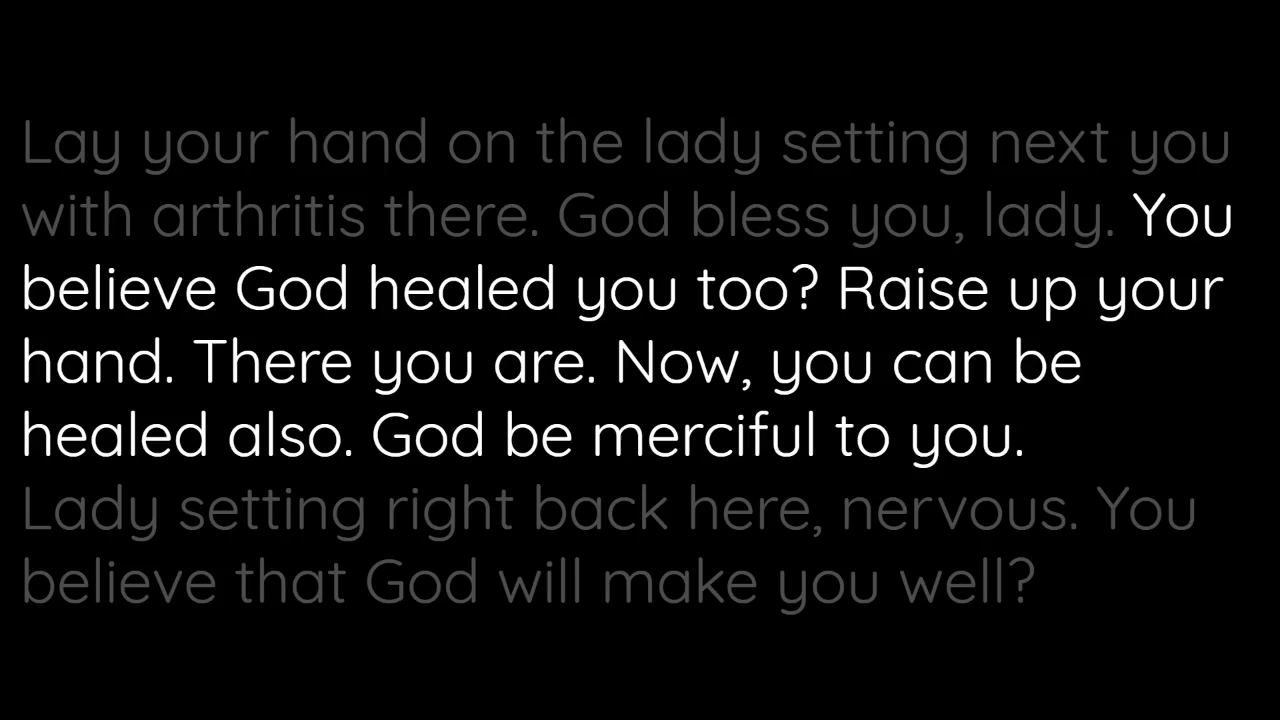 Lay your hand on the lady setting next you
with arthritis there. God bless you, lady. You
believe God healed you too? Raise up your
hand. There you are. Now, you can be
healed also. God be merciful to you.
Lady setting right back here, nervous. You
believe that God will make you well?